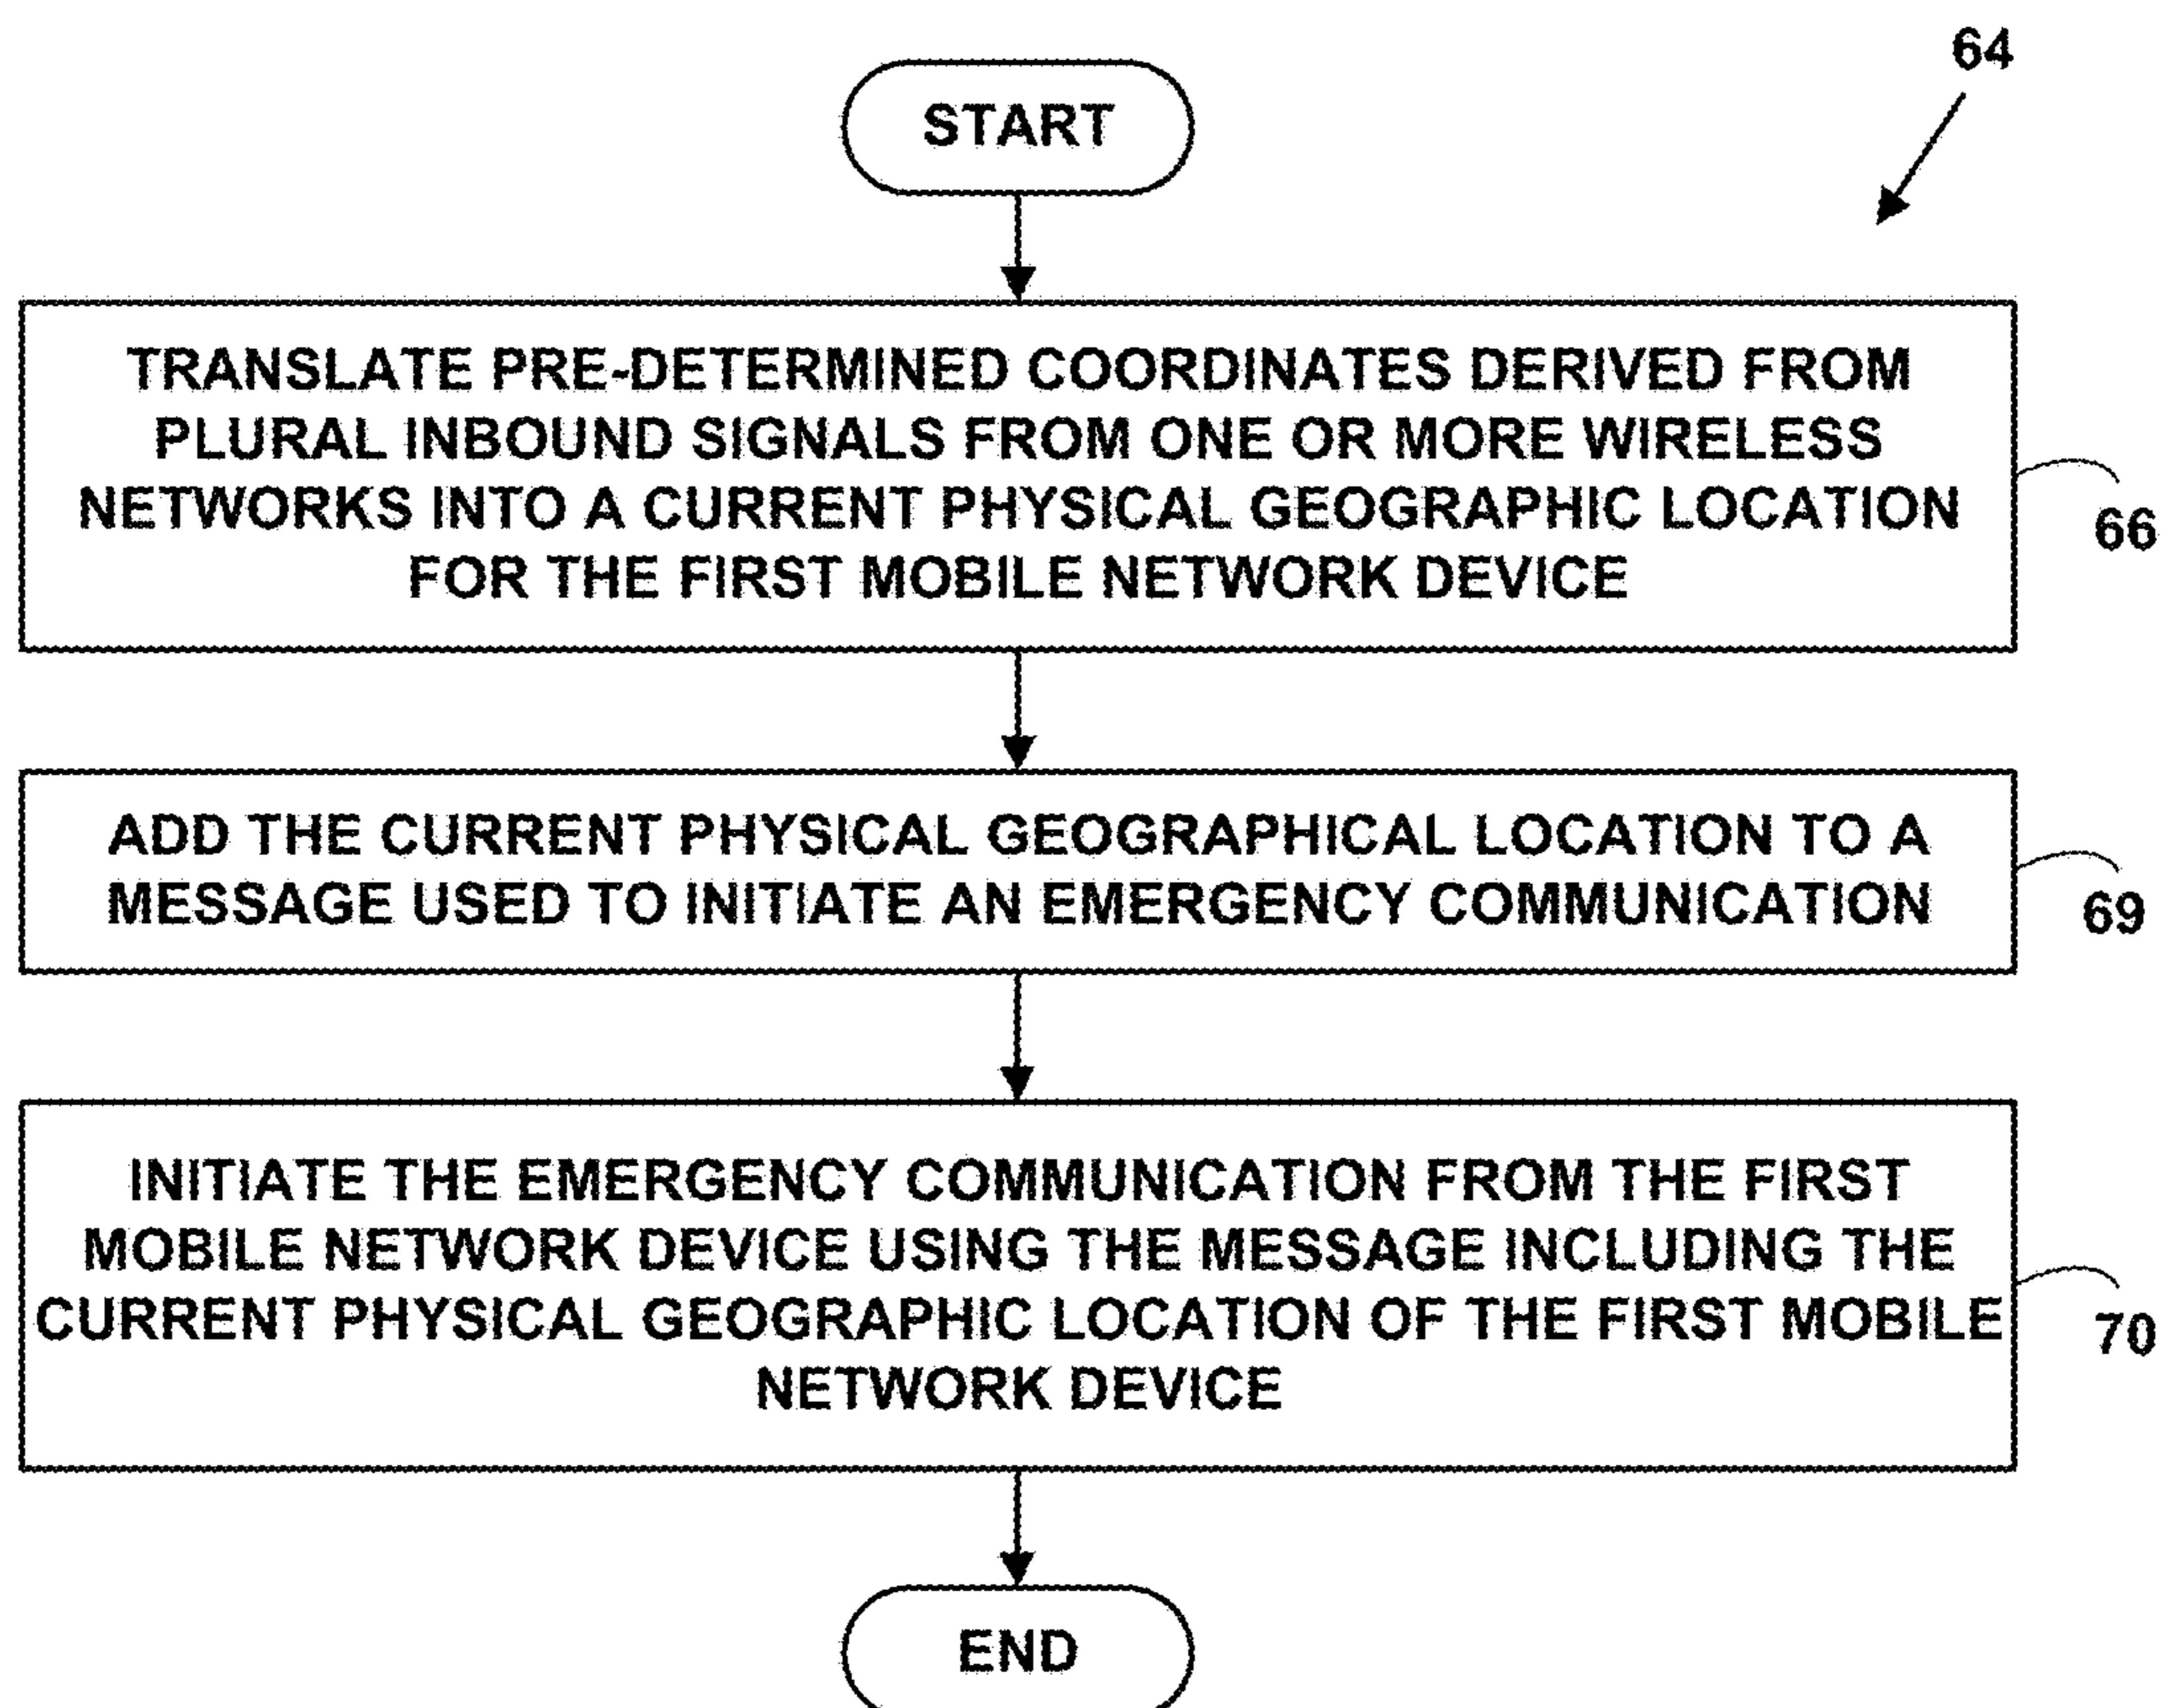 64
START
TRANSLATE PRE-DETERMINED COORDINATES DERIVED FROM
PLURAL INBOUND SIGNALS FROM ONE OR MORE WIRELESS
NETWORKS INTO A CURRENT PHYSICAL GEOGRAPHIC LOCATION
FOR THE FIRST MOBILE NETWORK DEVICE
66
ADD THE CURRENT PHYSICAL GEOGRAPHICAL LOCATION TO A
MESSAGE USED TO INITIATE AN EMERGENCY COMMUNICATION
69
INITIATE THE EMERGENCY COMMUNICATION FROM THE FIRST
MOBILE NETWORK DEVICE USING THE MESSAGE INCLUDING THE
CURRENT PHYSICAL GEOGRAPHIC LOCATION OF THE FIRST MOBILE
NETWORK DEVICE
70
END